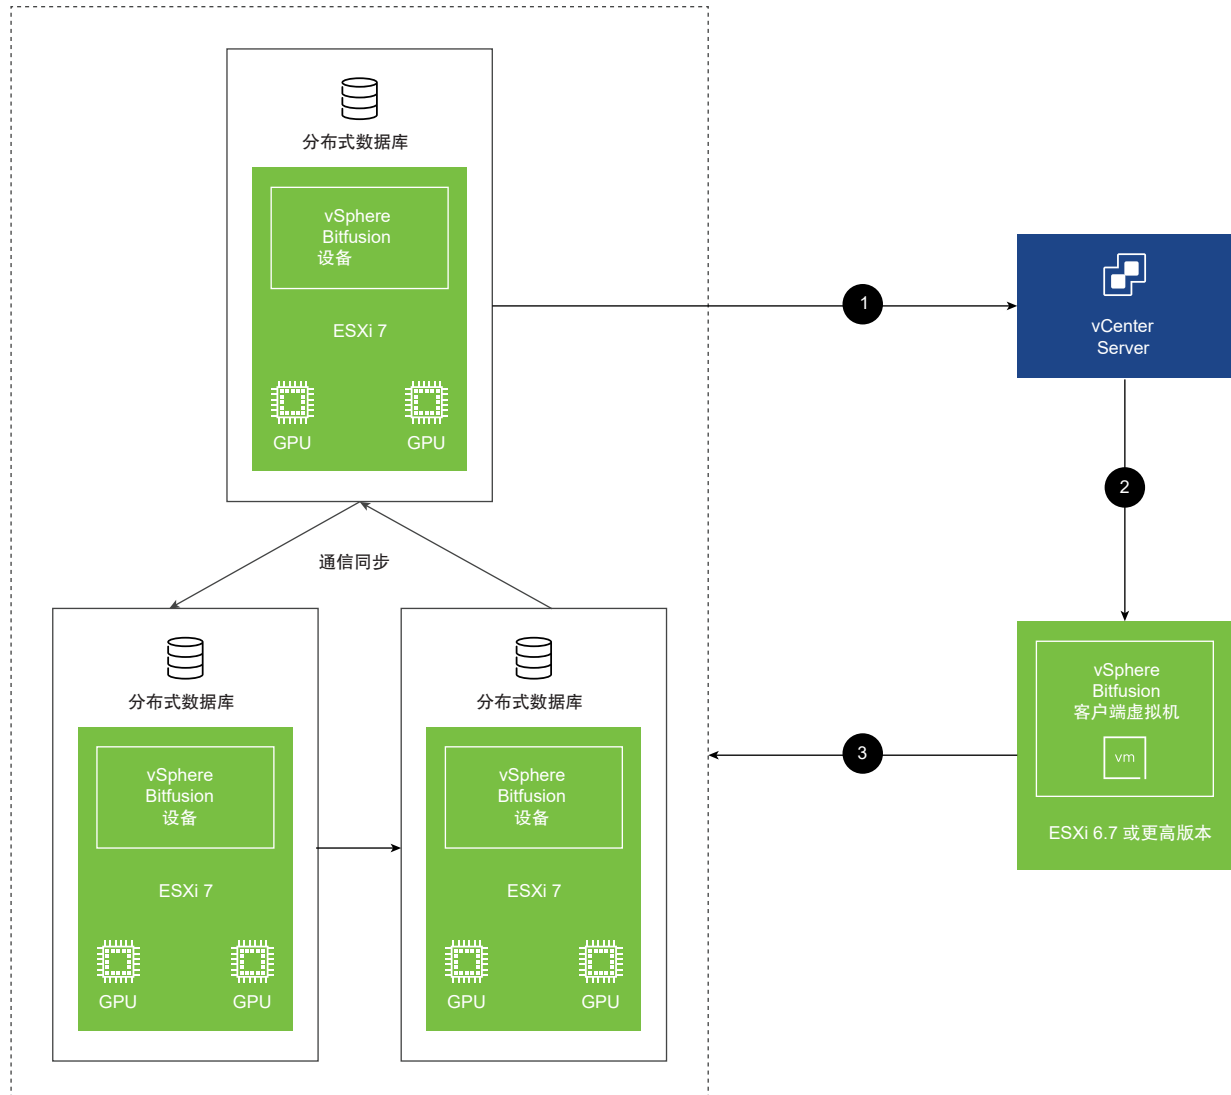 分布式数据库
vSphere
Bitfusion
设备
ESXi 7
GPU
GPU
1
vCenter
Server
2
通信同步
分布式数据库
vSphere
Bitfusion
设备
ESXi 7
GPU
GPU
分布式数据库
vSphere
Bitfusion
设备
ESXi 7
GPU
GPU
3
vSphere
Bitfusion
客户端虚拟机
vm
ESXi 6.7 或更高版本